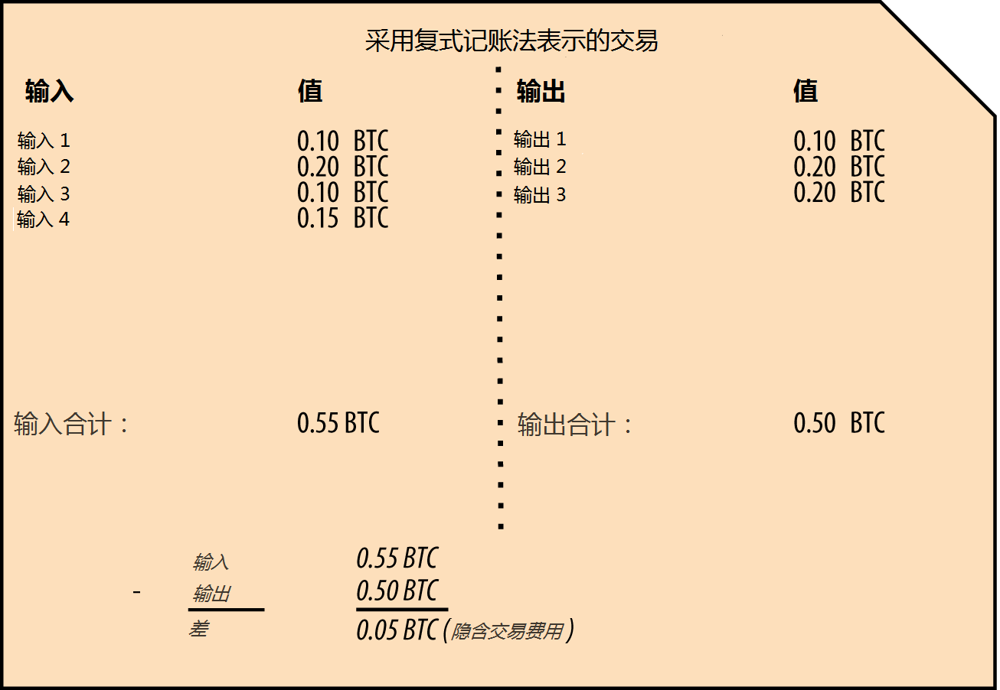 采用复式记账法表示的交易
输入 值 输出 值
输入 1 0.10 BTC 输出 1 0.10 BTC
输入 2 0.20 BTC 输出 2 0.20 BTC
输入 3 0.10 BTC 输出 3 0.20 BTC
输入 4 0.15 BTC
输入合计： 0.55 BTC 输出合计： 0.50 BTC
输入 0.55 BTC
- 输出 0.50 BTC
差 0.05 BTC (隐含交易费用)